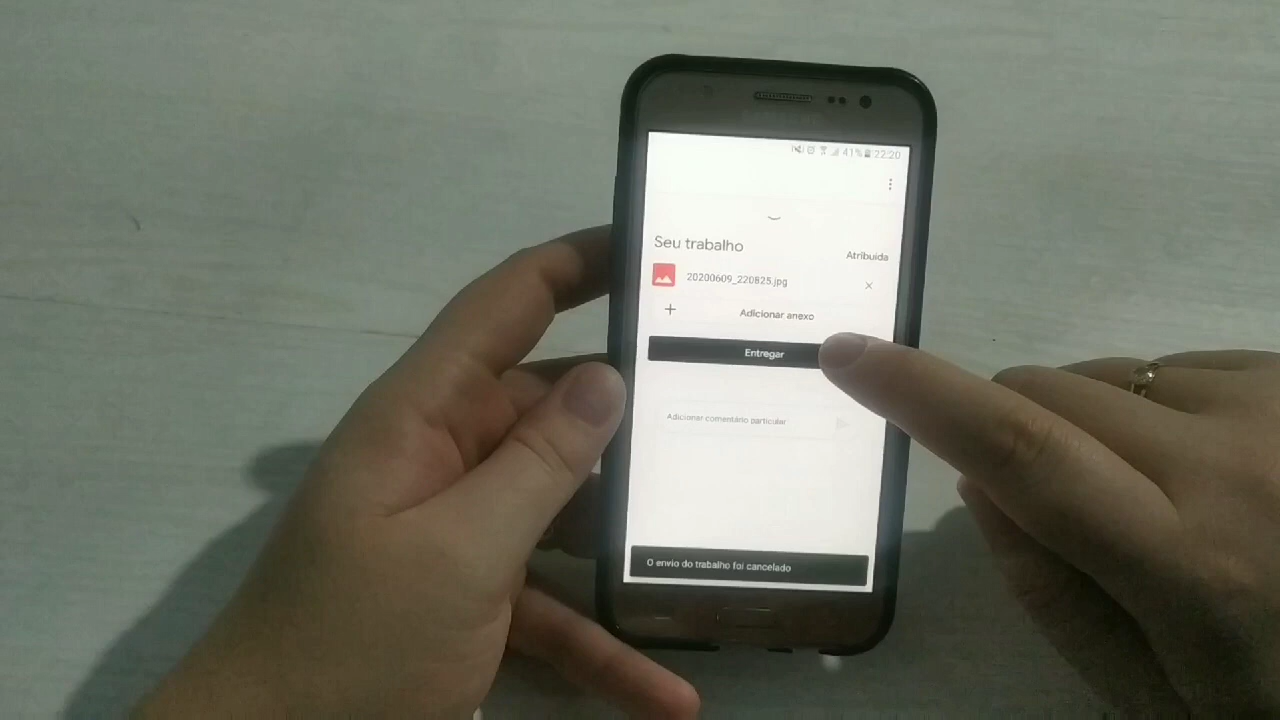 41% 22:20
Seu trabalho
Atribuída
20200609_220825.jpg
Adicionar anexo
Entregar
Adicionar comentário particular
O envio do trabalho foi cancelado